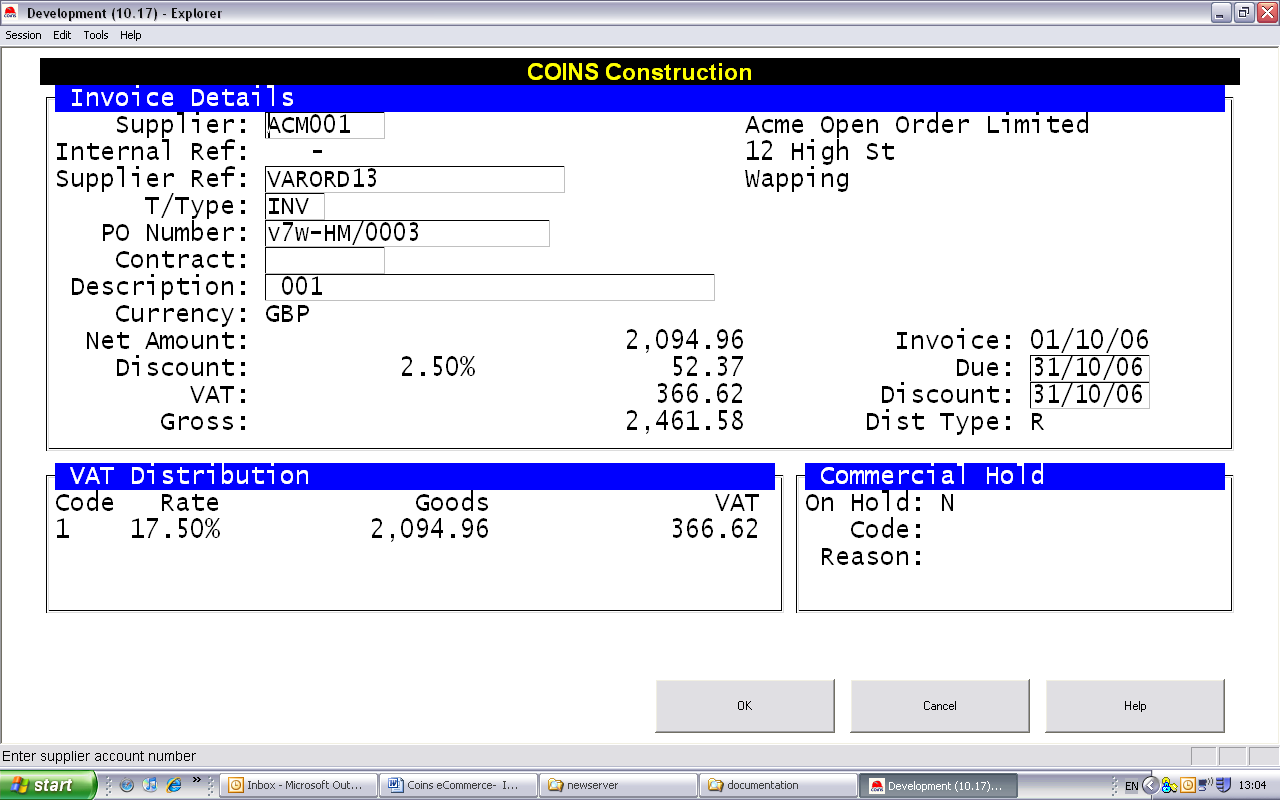 Development (10.17) - Explorer
Session Edit Tools Help
COINS Construction
Invoice Details
Supplier: ACM001 Acme Open Order Limited
Internal Ref: - 12 High St
Supplier Ref: VARORD13 Wapping
T/Type: INV
PO Number: v7w-HM/0003
Contract:
Description: 001
Currency: GBP
Net Amount: 2,094.96 Invoice: 01/10/06
Discount: 2.50% 52.37 Due: 31/10/06
VAT: 366.62 Discount: 31/10/06
Gross: 2,461.58 Dist Type: R
VAT Distribution Commercial Hold
Code Rate Goods VAT On Hold: N
1 17.50% 2,094.96 366.62 Code:
Reason:
OK Cancel Help
Enter supplier account number
start Inbox - Microsoft Out... Coins eCommerce- I... newserver documentation Development (10.17)... EN 13:04